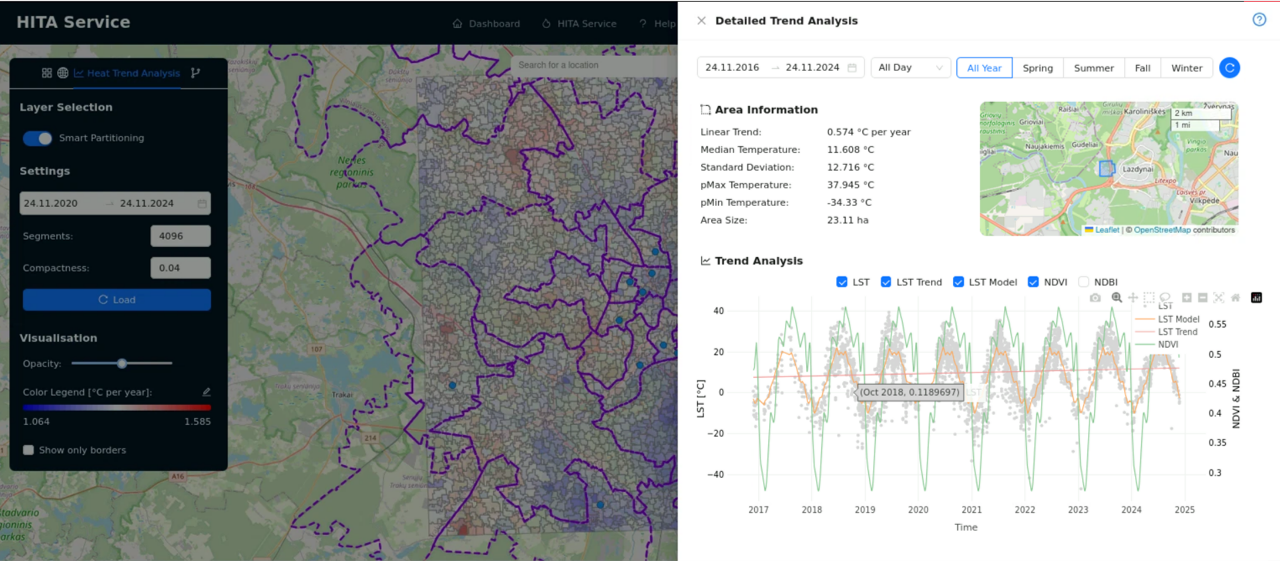 HITA Service
Dashboard
HITA Service
Help
Heat Trend Analysis
Layer Selection
Smart Partitioning
Settings
24.11.2020 → 24.11.2024
Segments: 4096
Compactness: 0.04
Load
Visualisation
Opacity:
Color Legend [°C per year]:
1.064 1.585
Show only borders
Search for a location
Neries
regioninis
parkas
107
Trakai
214
A16
Detailed Trend Analysis
24.11.2016 → 24.11.2024
All Day
All Year Spring Summer Fall Winter
Area Information
Linear Trend: 0.574 °C per year
Median Temperature: 11.608 °C
Standard Deviation: 12.716 °C
pMax Temperature: 37.945 °C
pMin Temperature: -34.33 °C
Area Size: 23.11 ha
Karoliniškės
2 km
1 mi
Grioviai
Gudeliai
Naujakiemis
Lazdynai
Vilkpėdė
Leaflet | © OpenStreetMap contributors
Trend Analysis
LST LST Trend LST Model NDVI NDBI
LST
LST Model
LST Trend
NDVI
40
20
0
−20
−40
LST [°C]
0.55
0.5
0.45
0.4
0.35
0.3
NDVI & NDBI
(Oct 2018, 0.1189697) LST
2017 2018 2019 2020 2021 2022 2023 2024 2025
Time